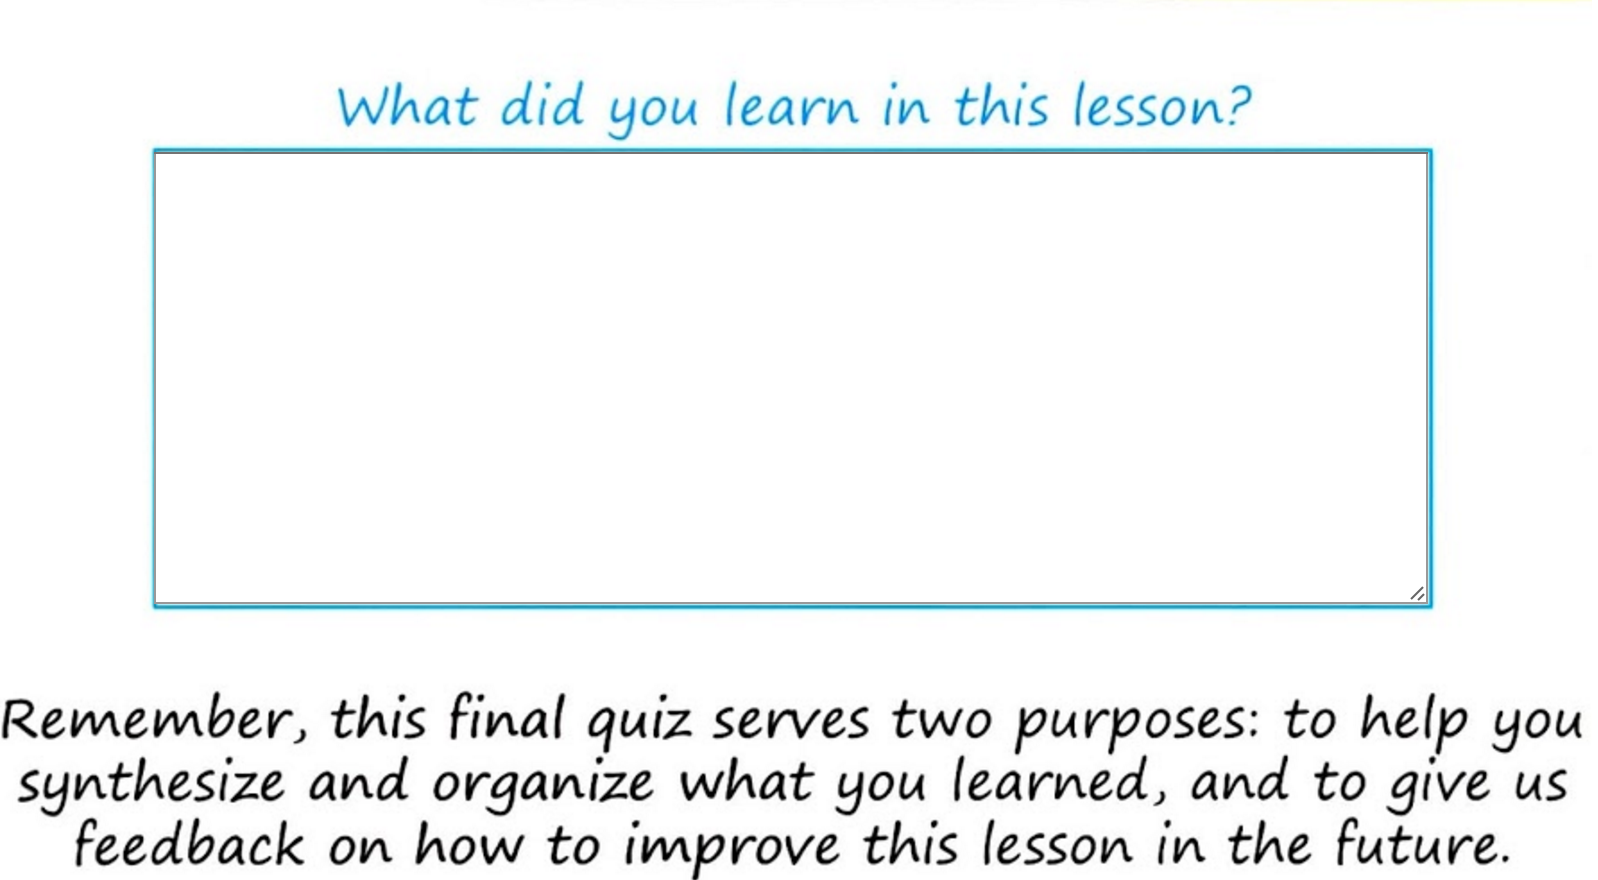 What did you learn in this lesson?
Remember, this final quiz serves two purposes: to help you
synthesize and organize what you learned, and to give us
feedback on how to improve this lesson in the future.